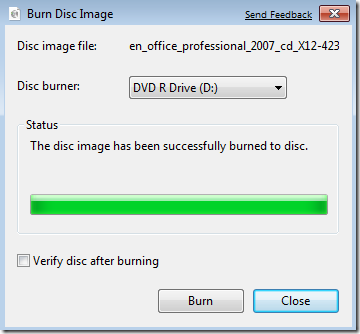 Burn Disc Image
Send Feedback
Disc image file: en_office_professional_2007_cd_X12-423
Disc burner: DVD R Drive (D:)
Status
The disc image has been successfully burned to disc.
Verify disc after burning
Burn Close